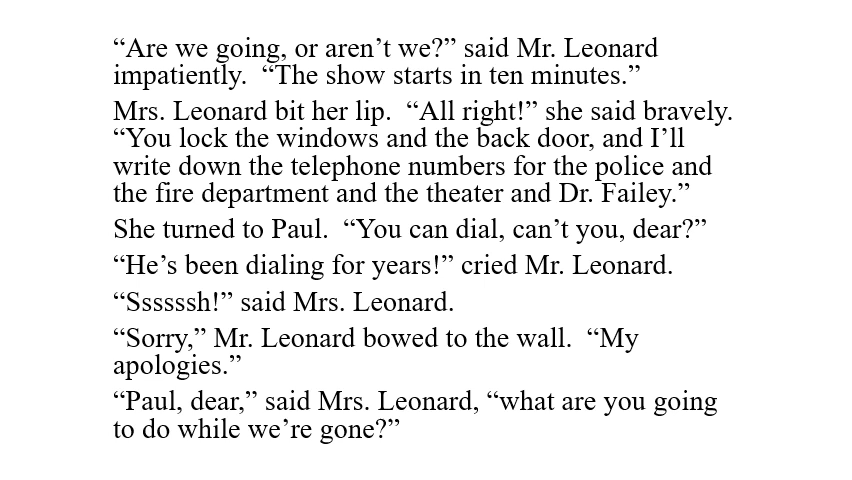 “Are we going, or aren’t we?” said Mr. Leonard
impatiently.  “The show starts in ten minutes.”
Mrs. Leonard bit her lip.  “All right!” she said bravely.
“You lock the windows and the back door, and I’ll
write down the telephone numbers for the police and
the fire department and the theater and Dr. Failey.”
She turned to Paul.  “You can dial, can’t you, dear?”
“He’s been dialing for years!” cried Mr. Leonard.
“Ssssssh!” said Mrs. Leonard.
“Sorry,” Mr. Leonard bowed to the wall.  “My
apologies.”
“Paul, dear,” said Mrs. Leonard, “what are you going
to do while we’re gone?”